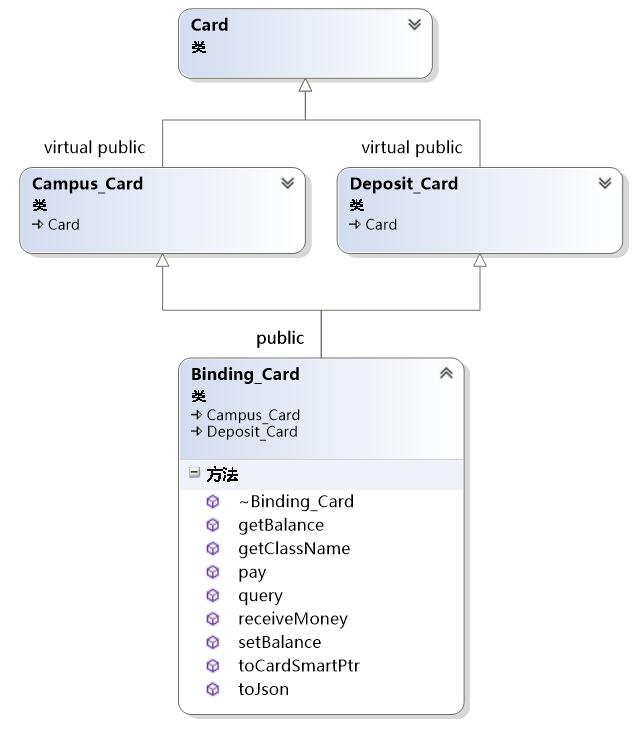 Card
类
virtual public
virtual public
Campus_Card
类
Card
Deposit_Card
类
Card
public
Binding_Card
类
Campus_Card
Deposit_Card
方法
~Binding_Card
getBalance
getClassName
pay
query
receiveMoney
setBalance
toCardSmartPtr
toJson